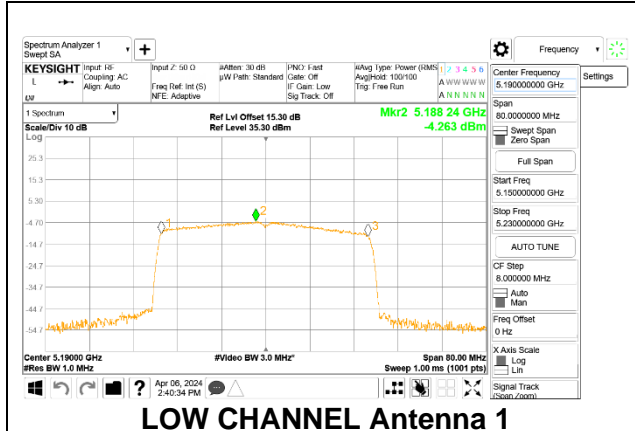 Spectrum Analyzer 1
Swept SA
Frequency
KEYSIGHT
L
Input: RF
Coupling: AC
Align: Auto
Input Z: 50 Ω
Freq Ref: Int (S)
NFE: Adaptive
#Atten: 30 dB
µW Path: Standard
PNO: Fast
Gate: Off
IF Gain: Low
Sig Track: Off
#Avg Type: Power (RMS)
Avg|Hold: 100/100
Trig: Free Run
1 2 3 4 5 6
A W W W W W
A N N N N N
Center Frequency
5.190000000 GHz
Settings
Span
80.0000000 MHz
Swept Span
Zero Span
Full Span
Start Freq
5.150000000 GHz
Stop Freq
5.230000000 GHz
AUTO TUNE
CF Step
8.000000 MHz
Auto
Man
Freq Offset
0 Hz
X Axis Scale
Log
Lin
Signal Track
(Span Zoom)
1 Spectrum
Scale/Div 10 dB
Log
Ref Lvl Offset 15.30 dB
Ref Level 35.30 dBm
Mkr2 5.188 24 GHz
-4.263 dBm
25.3
15.3
5.30
-4.70
-14.7
-24.7
-34.7
-44.7
-54.7
1
2
3
Center 5.19000 GHz
#Res BW 1.0 MHz
#Video BW 3.0 MHz*
Span 80.00 MHz
Sweep 1.00 ms (1001 pts)
?
Apr 06, 2024
2:40:34 PM
LOW CHANNEL Antenna 1